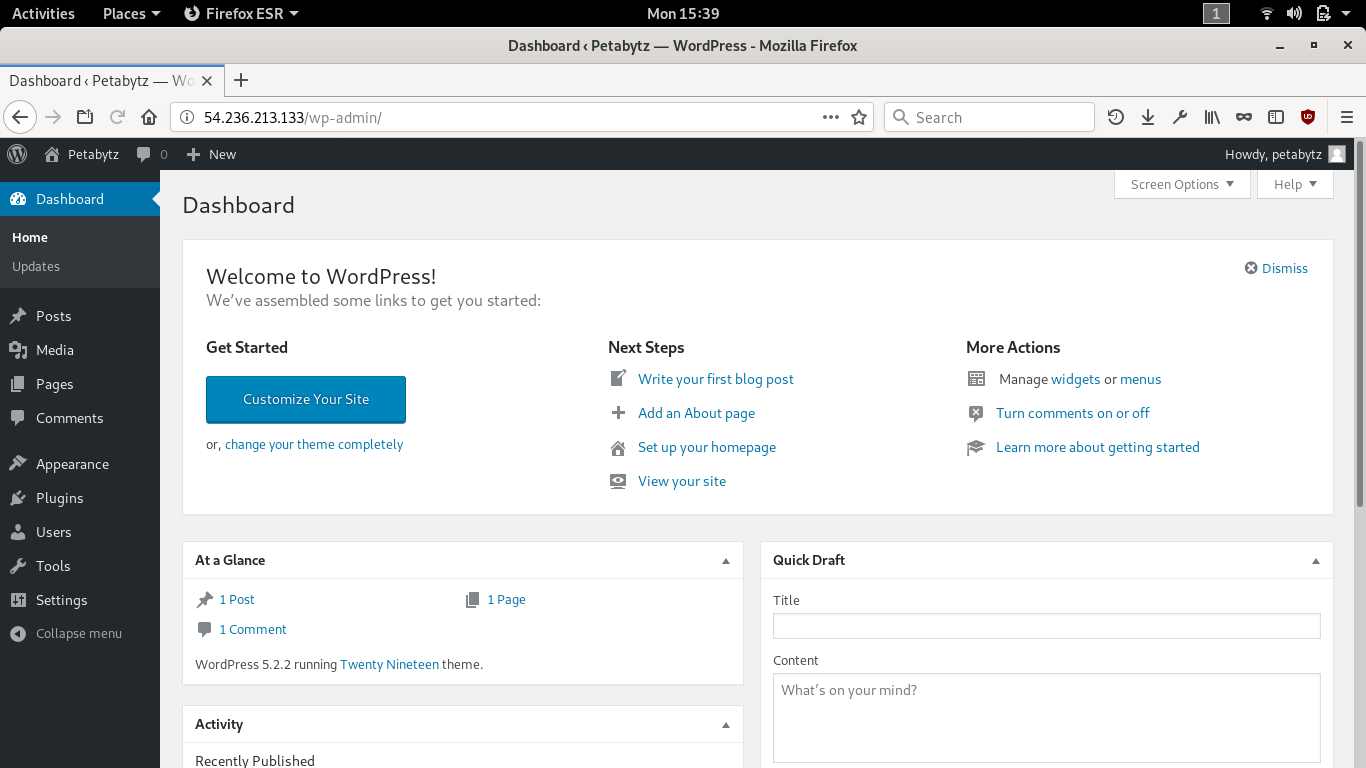 Activities Places Firefox ESR Mon 15:39 1
Dashboard ‹ Petabytz — WordPress - Mozilla Firefox
Dashboard ‹ Petabytz — Wo
54.236.213.133/wp-admin/ Search
Petabytz 0 New Howdy, petabytz
Screen Options Help
Dashboard
Home
Updates
Posts
Media
Pages
Comments
Appearance
Plugins
Users
Tools
Settings
Collapse menu
Dashboard
Welcome to WordPress!
Dismiss
We've assembled some links to get you started:
Get Started
Customize Your Site
or, change your theme completely
Next Steps
Write your first blog post
Add an About page
Set up your homepage
View your site
More Actions
Manage widgets or menus
Turn comments on or off
Learn more about getting started
At a Glance
1 Post 1 Page
1 Comment
WordPress 5.2.2 running Twenty Nineteen theme.
Activity
Recently Published
Quick Draft
Title
Content
What's on your mind?